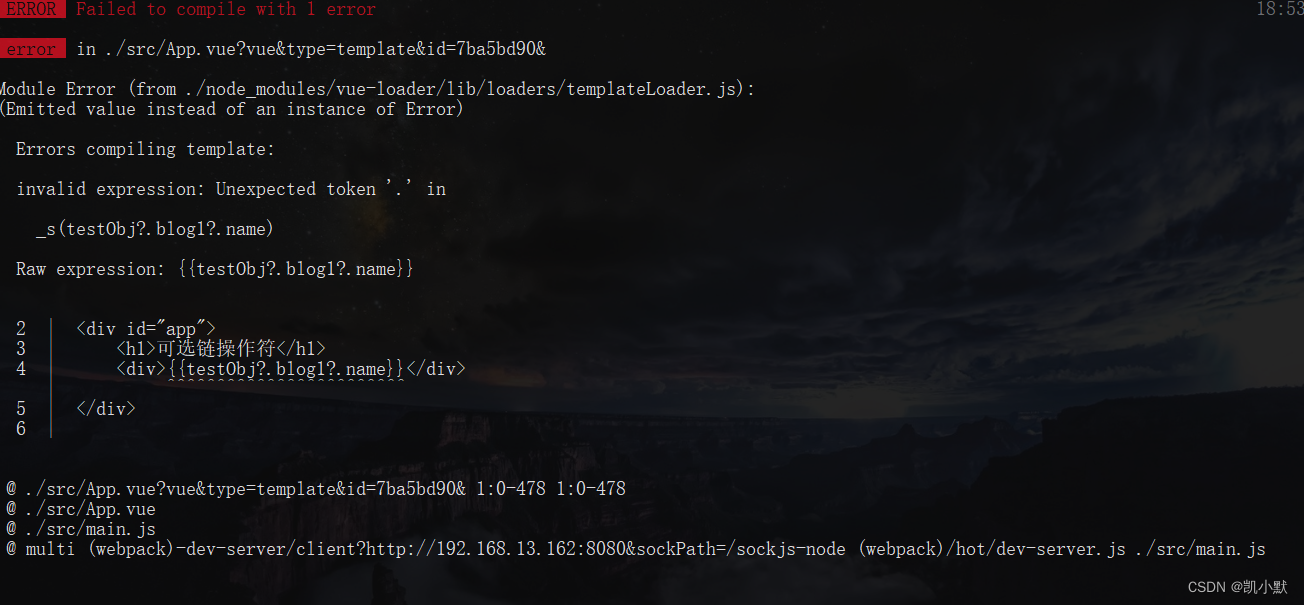 ERROR Failed to compile with 1 error 18:53
error in ./src/App.vue?vue&type=template&id=7ba5bd90&
Module Error (from ./node_modules/vue-loader/lib/loaders/templateLoader.js):
(Emitted value instead of an instance of Error)
Errors compiling template:
invalid expression: Unexpected token '.' in
_s(testObj?.blog1?.name)
Raw expression: {{testObj?.blog1?.name}}
2 | <div id="app">
3 | <h1>可选链操作符</h1>
4 | <div>{{testObj?.blog1?.name}}</div>
5 | </div>
6 |
@ ./src/App.vue?vue&type=template&id=7ba5bd90& 1:0-478 1:0-478
@ ./src/App.vue
@ ./src/main.js
@ multi (webpack)-dev-server/client?http://192.168.13.162:8080&sockPath=/sockjs-node (webpack)/hot/dev-server.js ./src/main.js
CSDN @凯小默